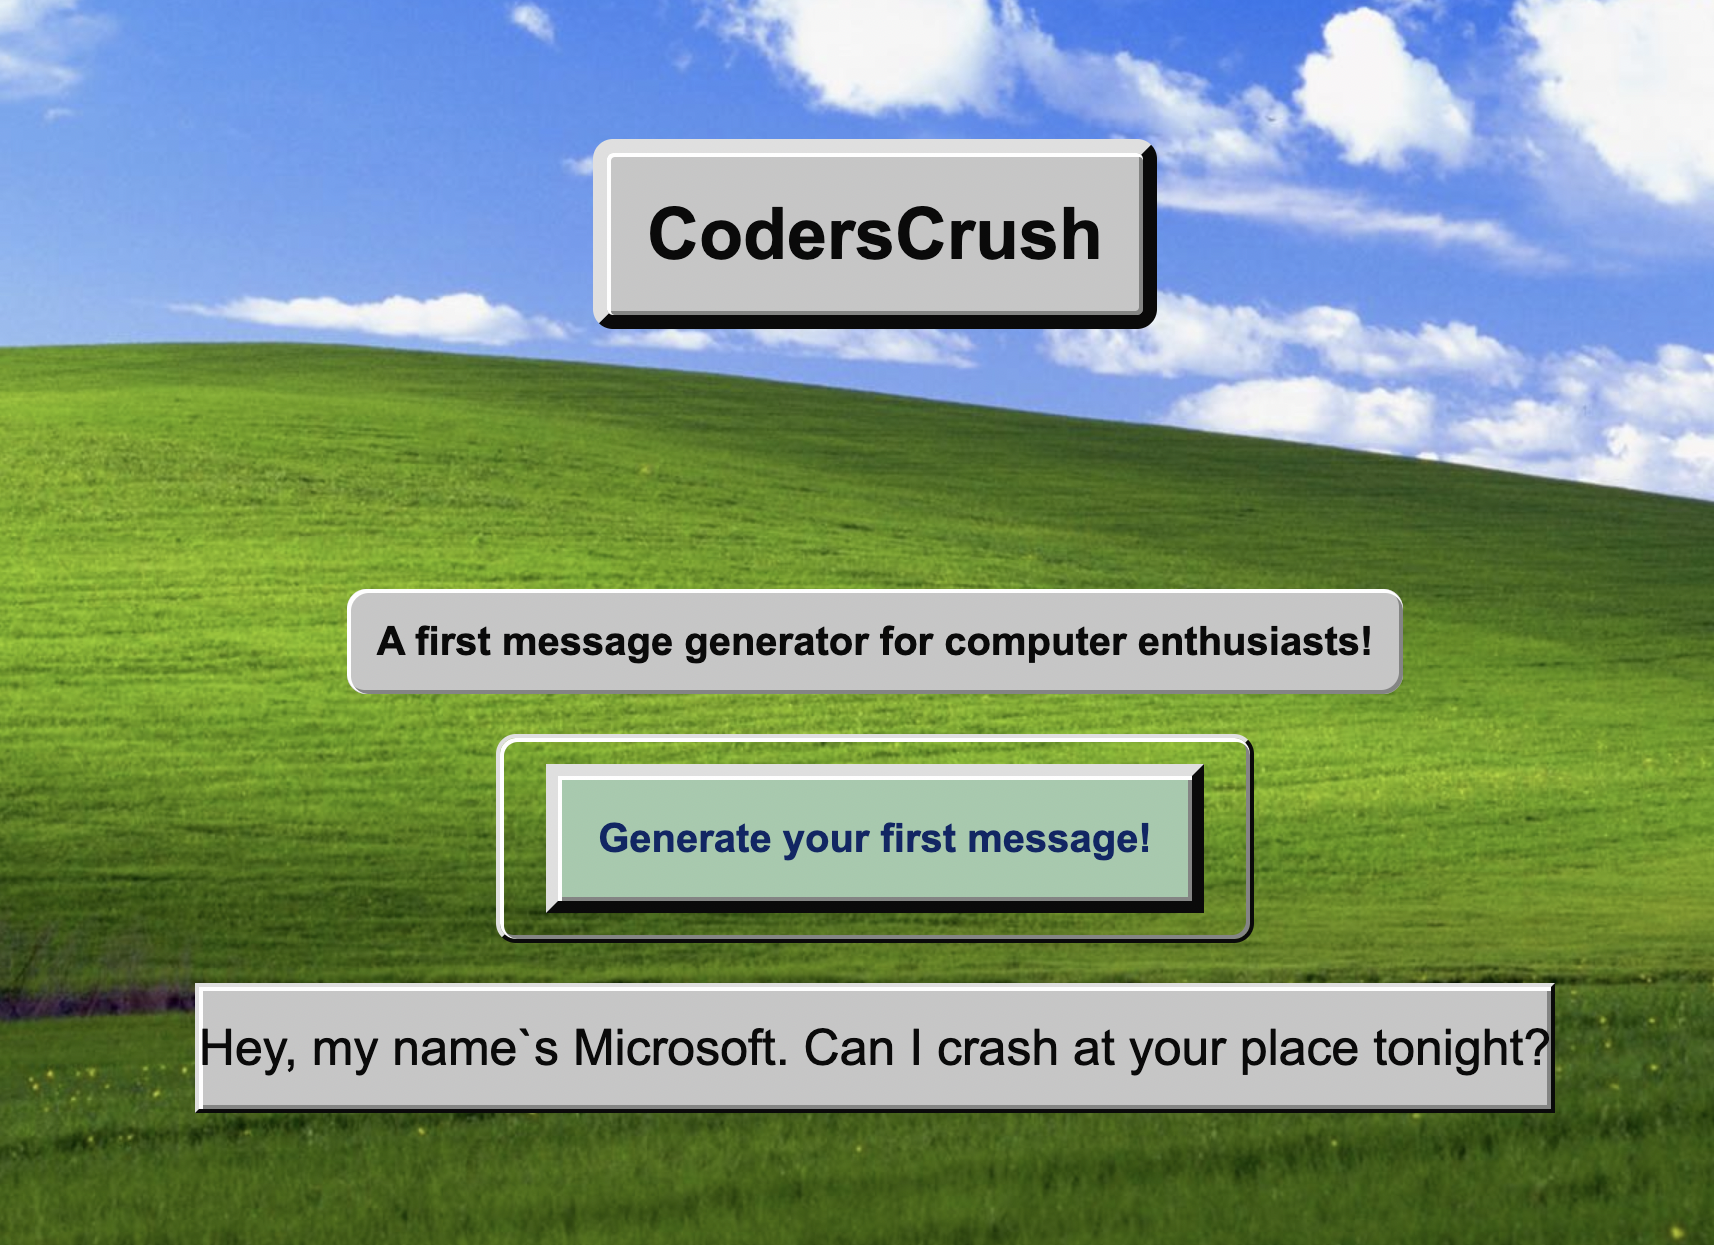 CodersCrush
A first message generator for computer enthusiasts!
Generate your first message!
Hey, my name`s Microsoft. Can I crash at your place tonight?